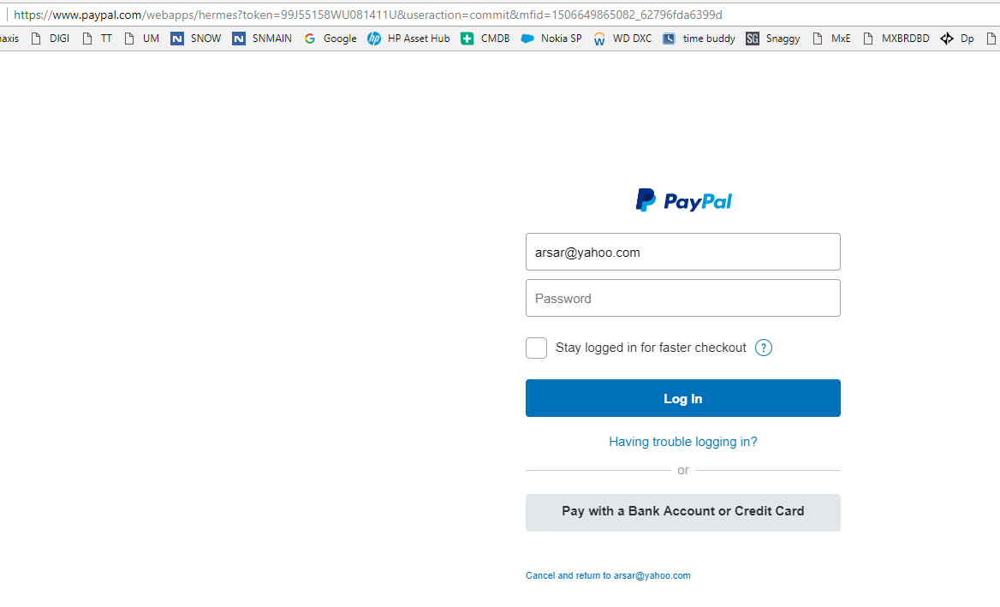 https://www.paypal.com/webapps/hermes?token=99J55158WU081411U&useraction=commit&mfid=1506649865082_62796fda6399d
axis DIGI TT UM SNOW SNMAIN Google HP Asset Hub CMDB Nokia SP WD DXC time buddy SG Snaggy MxE MXBRDBD Dp
PayPal
arsar@yahoo.com
Password
Stay logged in for faster checkout ?
Log In
Having trouble logging in?
or
Pay with a Bank Account or Credit Card
Cancel and return to arsar@yahoo.com